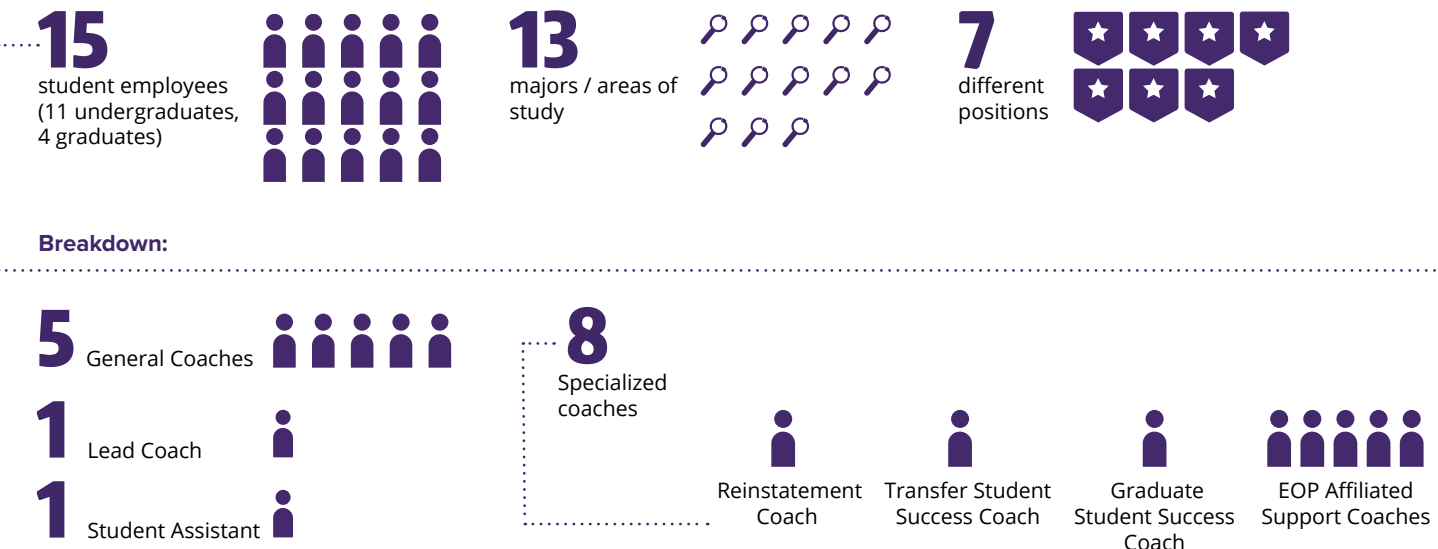 15
student employees
(11 undergraduates,
4 graduates)
13
majors / areas of
study
7
different
positions
Breakdown:
5 General Coaches
1 Lead Coach
1 Student Assistant
8
Specialized
coaches
Reinstatement
Coach
Transfer Student
Success Coach
Graduate
Student Success
Coach
EOP Affiliated
Support Coaches